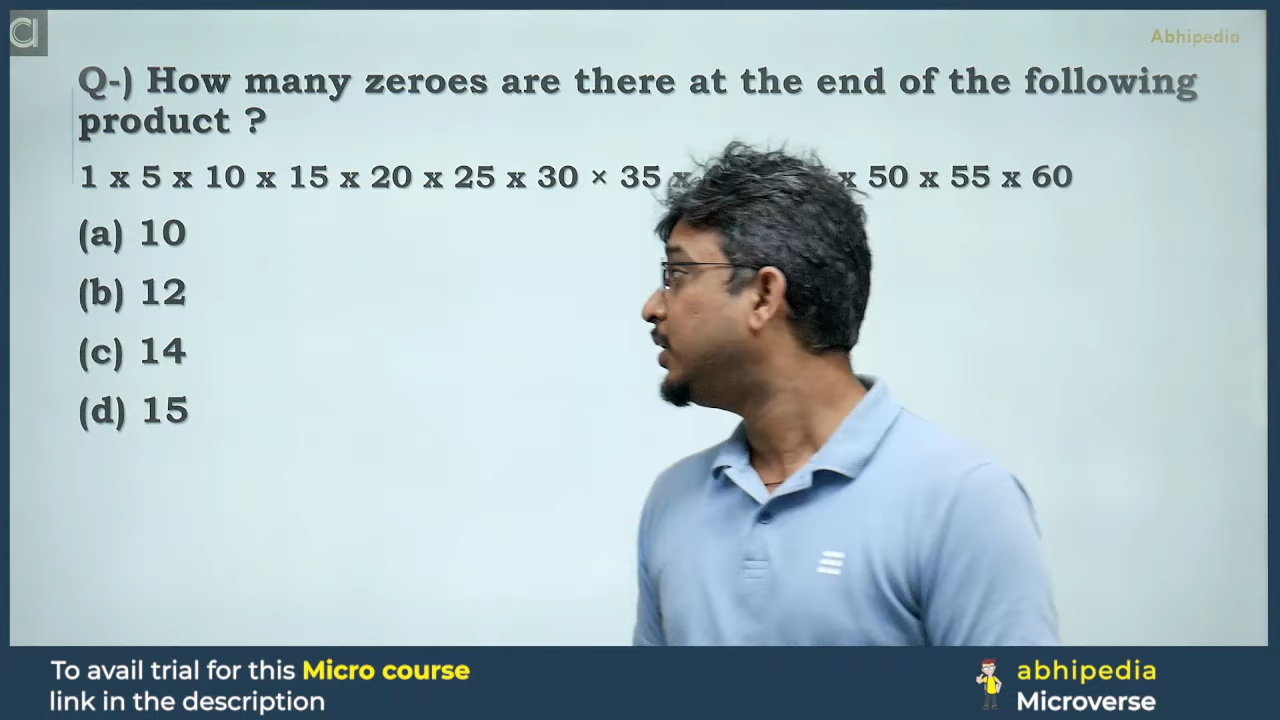 a
Abhipedia
Q-) How many zeroes are there at the end of the following
product ?
1 x 5 x 10 x 15 x 20 x 25 x 30 × 35 x x 50 x 55 x 60
(a) 10
(b) 12
(c) 14
(d) 15
To avail trial for this Micro course
link in the description
abhipedia
Microverse